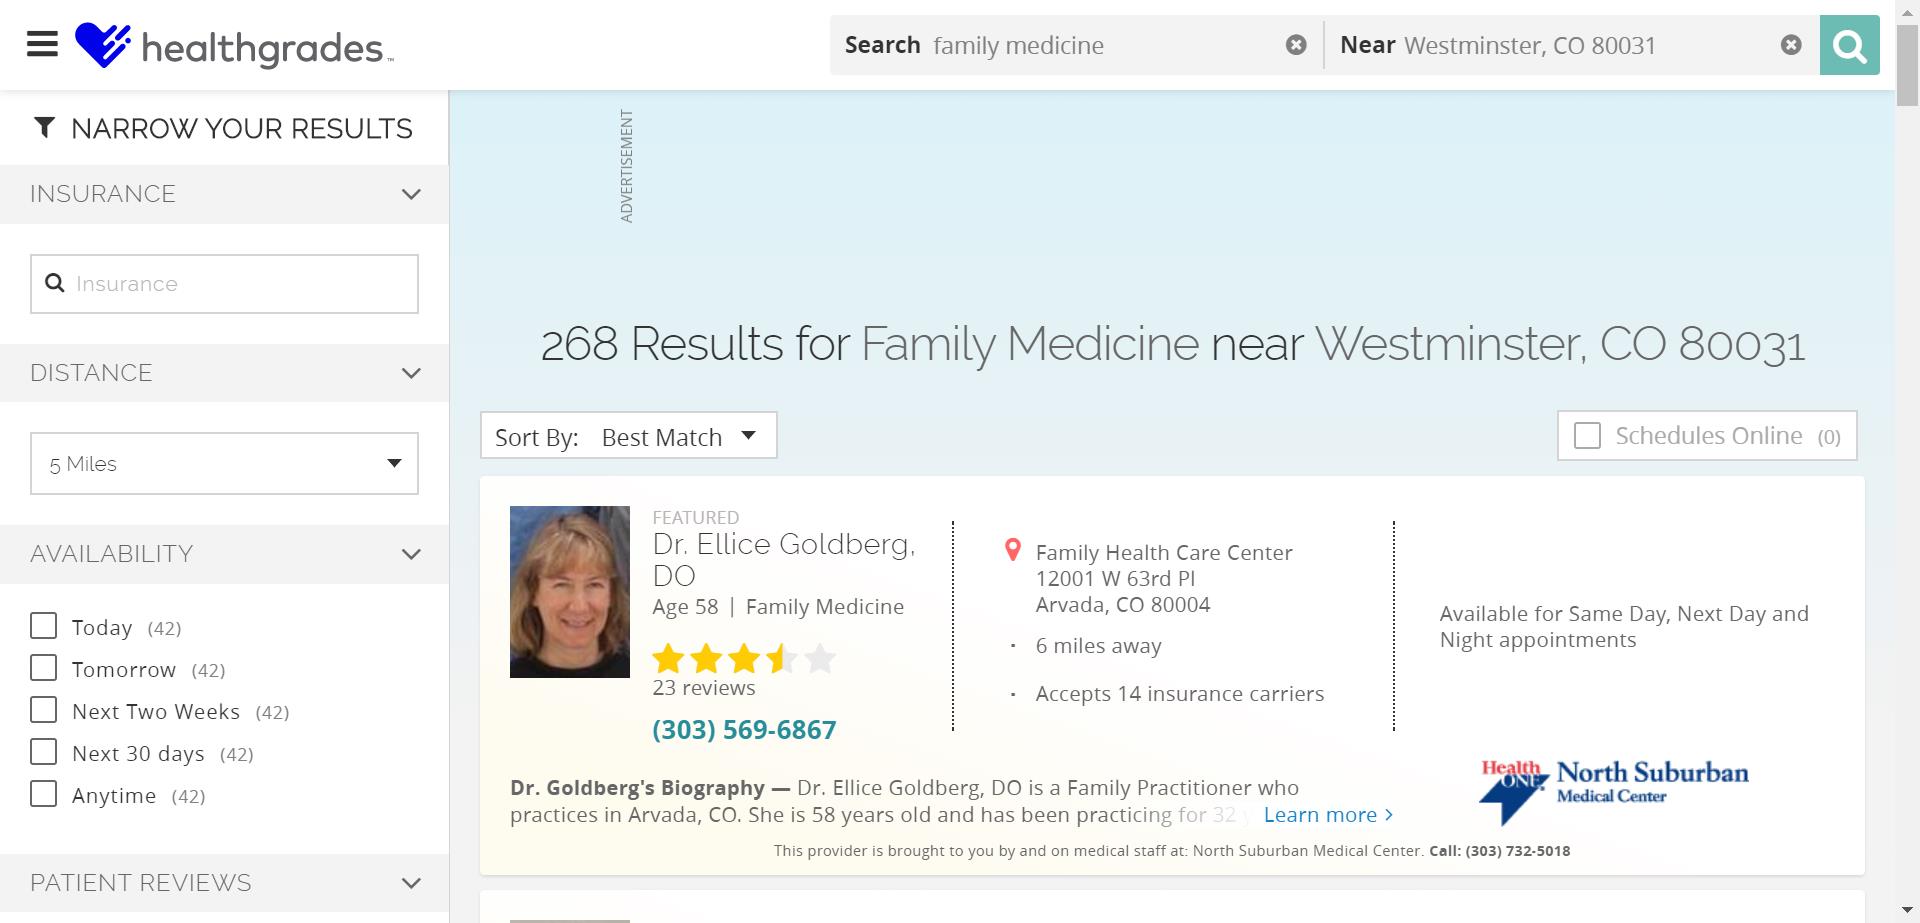 healthgrades™
Search family medicine
Near Westminster, CO 80031
NARROW YOUR RESULTS
INSURANCE
Insurance
DISTANCE
5 Miles
AVAILABILITY
Today (42)
Tomorrow (42)
Next Two Weeks (42)
Next 30 days (42)
Anytime (42)
PATIENT REVIEWS
ADVERTISEMENT
268 Results for Family Medicine near Westminster, CO 80031
Sort By: Best Match
Schedules Online (0)
FEATURED
Dr. Ellice Goldberg,
DO
Age 58 | Family Medicine
23 reviews
(303) 569-6867
Family Health Care Center
12001 W 63rd Pl
Arvada, CO 80004
· 6 miles away
· Accepts 14 insurance carriers
Available for Same Day, Next Day and
Night appointments
Dr. Goldberg's Biography — Dr. Ellice Goldberg, DO is a Family Practitioner who
practices in Arvada, CO. She is 58 years old and has been practicing for 32 y Learn more >
HealthONE North Suburban
Medical Center
This provider is brought to you by and on medical staff at: North Suburban Medical Center. Call: (303) 732-5018